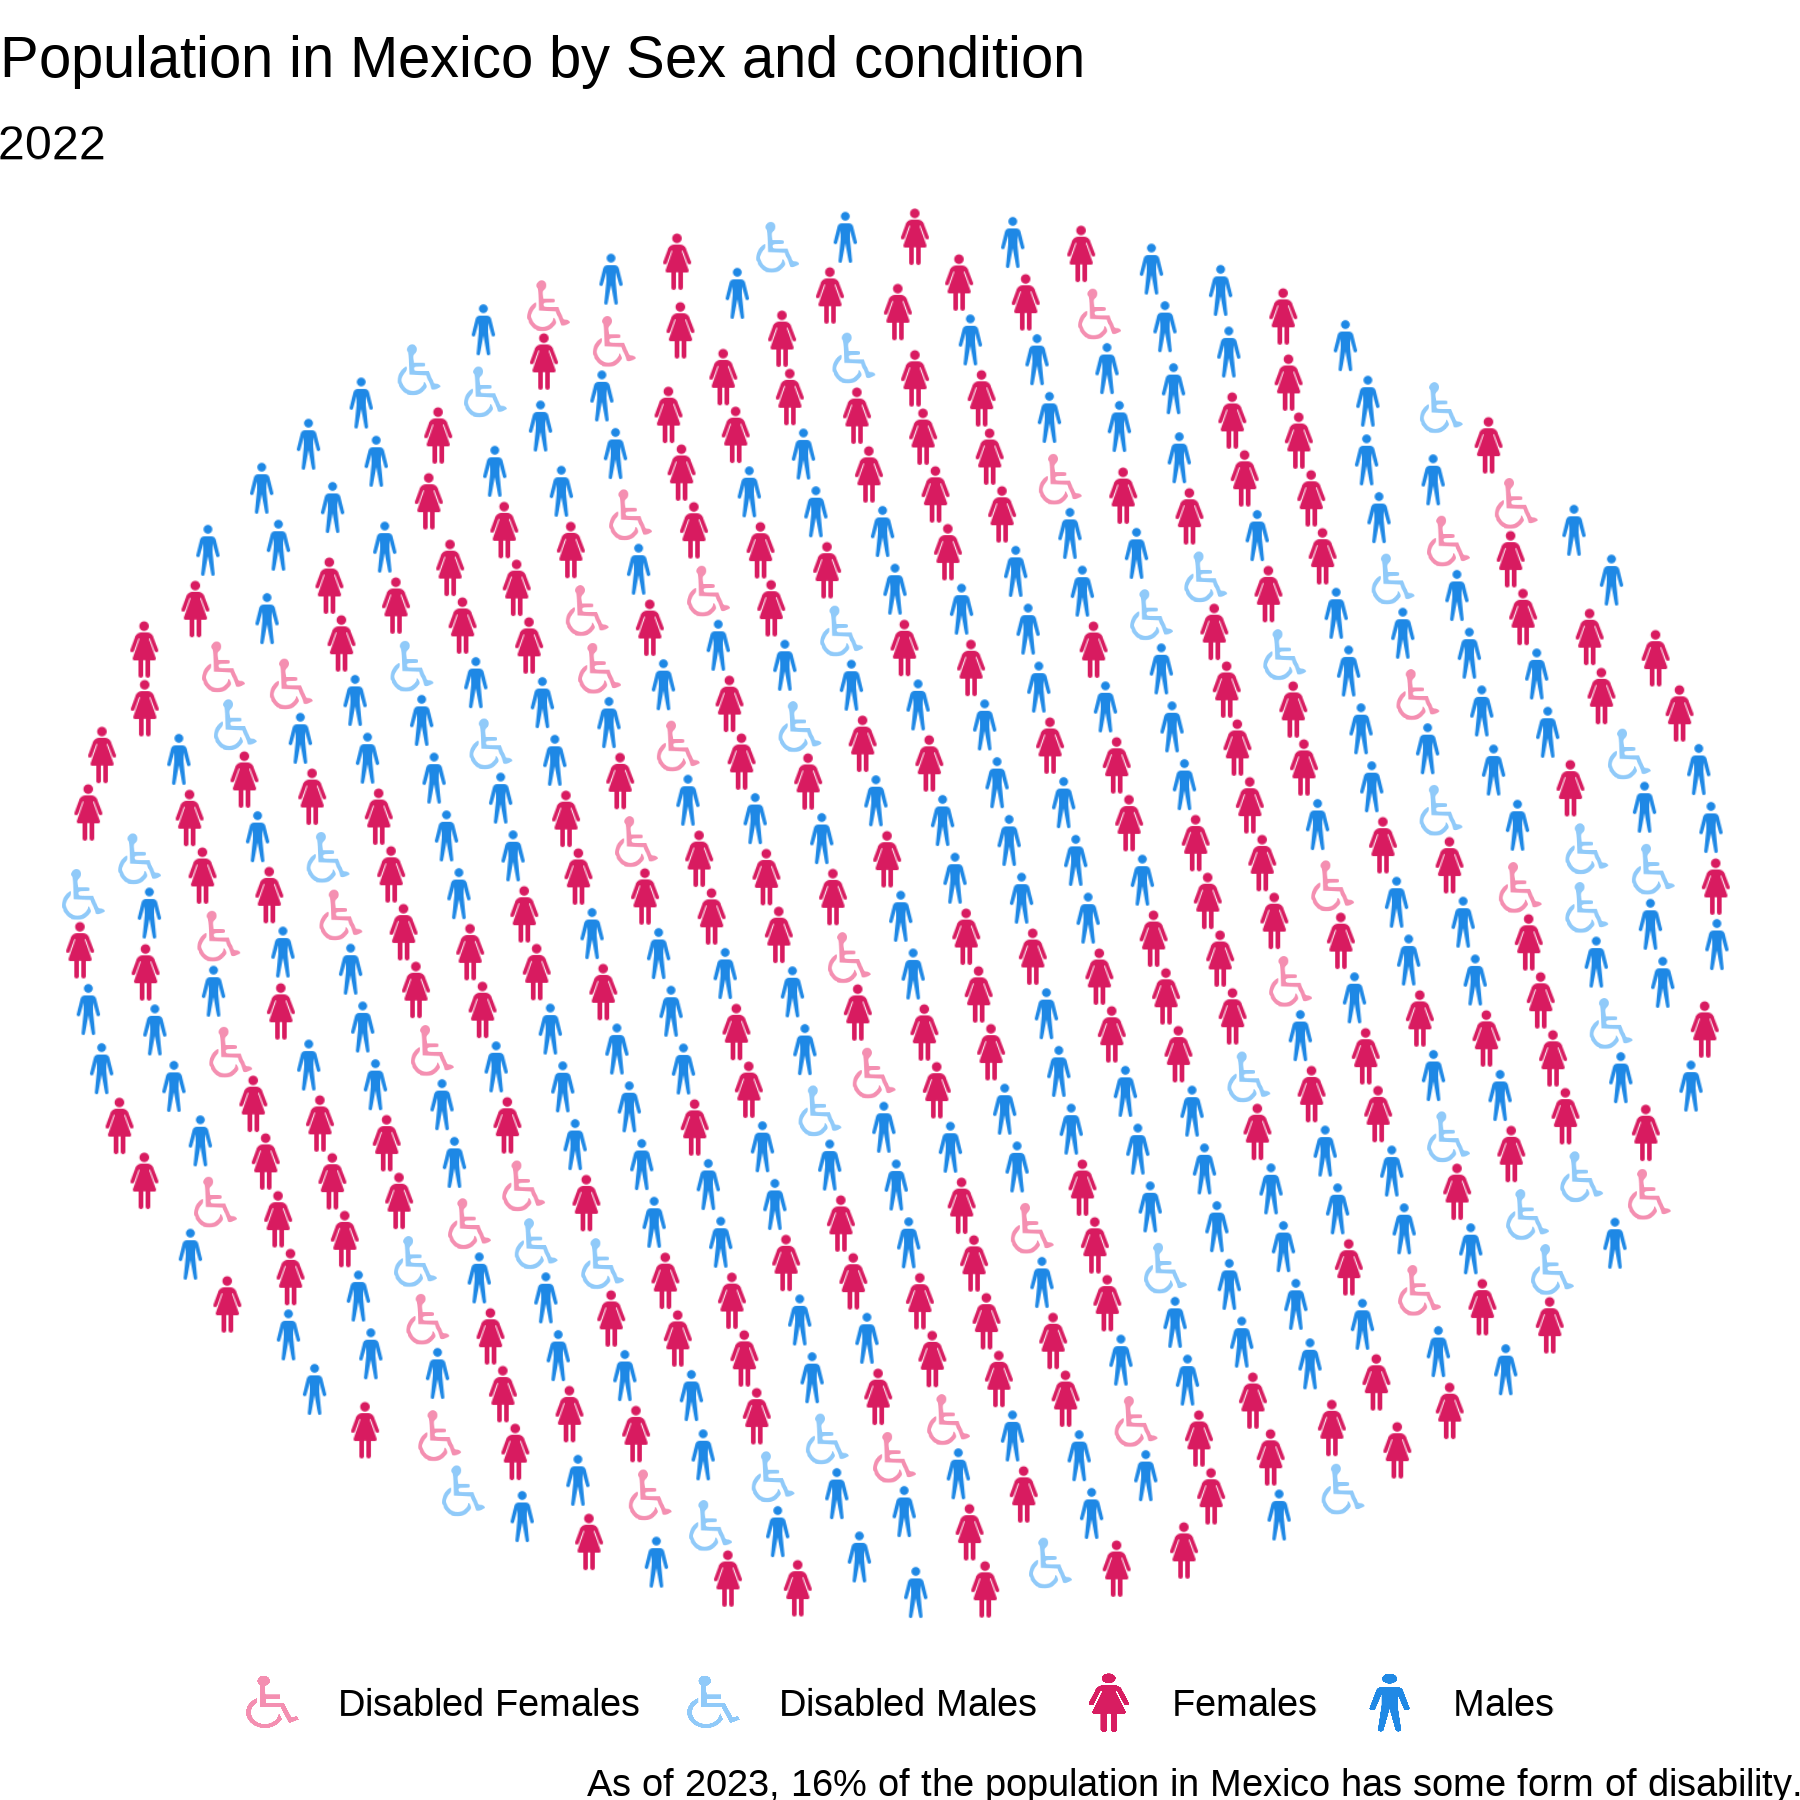 Population in Mexico by Sex and condition
2022
Disabled Females Disabled Males Females Males
As of 2023, 16% of the population in Mexico has some form of disability.